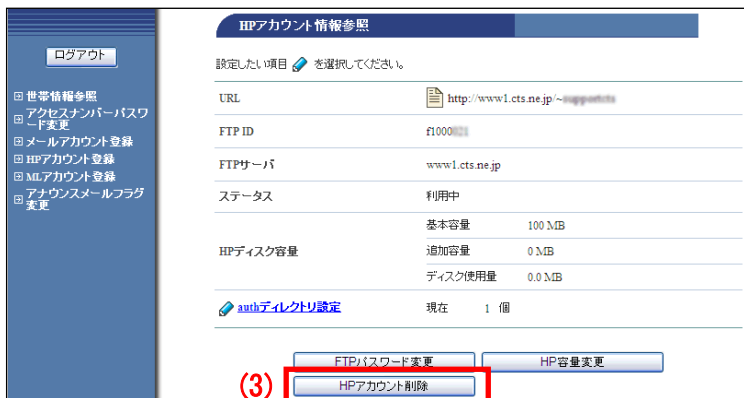 HPアカウント情報参照
ログアウト
設定したい項目 を選択してください。
世帯情報参照
アクセスナンバーパスワ
ード変更
メールアカウント登録
HPアカウント登録
MLアカウント登録
アナウンスメールフラグ
変更
URL http://www1.cts.ne.jp/~
FTP ID f1000
FTPサーバ www1.cts.ne.jp
ステータス 利用中
HPディスク容量
基本容量 100 MB
追加容量 0 MB
ディスク使用量 0.0 MB
authディレクトリ設定 現在 1 個
FTPパスワード変更 HP容量変更
(3) HPアカウント削除